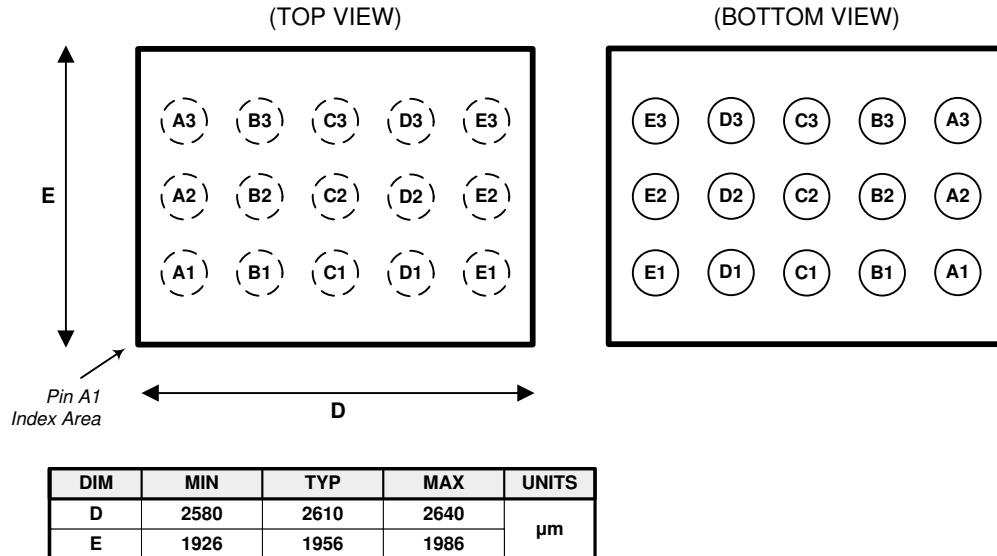 (TOP VIEW) (BOTTOM VIEW)
A3 B3 C3 D3 E3 E3 D3 C3 B3 A3
E
A2 B2 C2 D2 E2 E2 D2 C2 B2 A2
A1 B1 C1 D1 E1 E1 D1 C1 B1 A1
Pin A1
Index Area
D
DIM MIN TYP MAX UNITS
D 2580 2610 2640
µm
E 1926 1956 1986